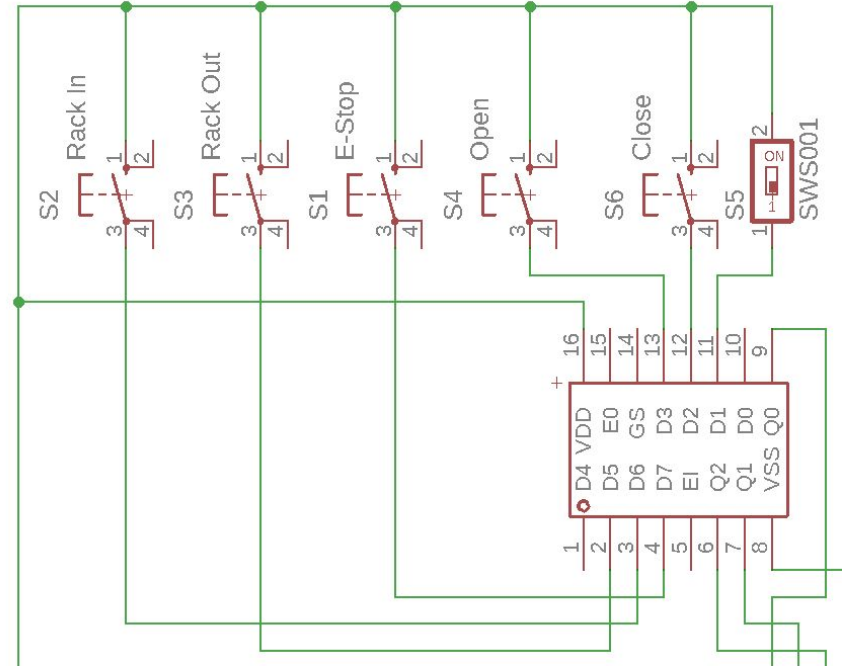 Rack In
S2
1
2
3
4
Rack Out
S3
1
2
3
4
E-Stop
S1
1
2
3
4
Open
S4
1
2
3
4
Close
S6
1
2
3
4
S5
2
ON
1
1
SWS001
16
15
14
13
12
11
10
9
VDD
E0
GS
D3
D2
D1
D0
Q0
D4
D5
D6
D7
EI
Q2
Q1
VSS
1
2
3
4
5
6
7
8